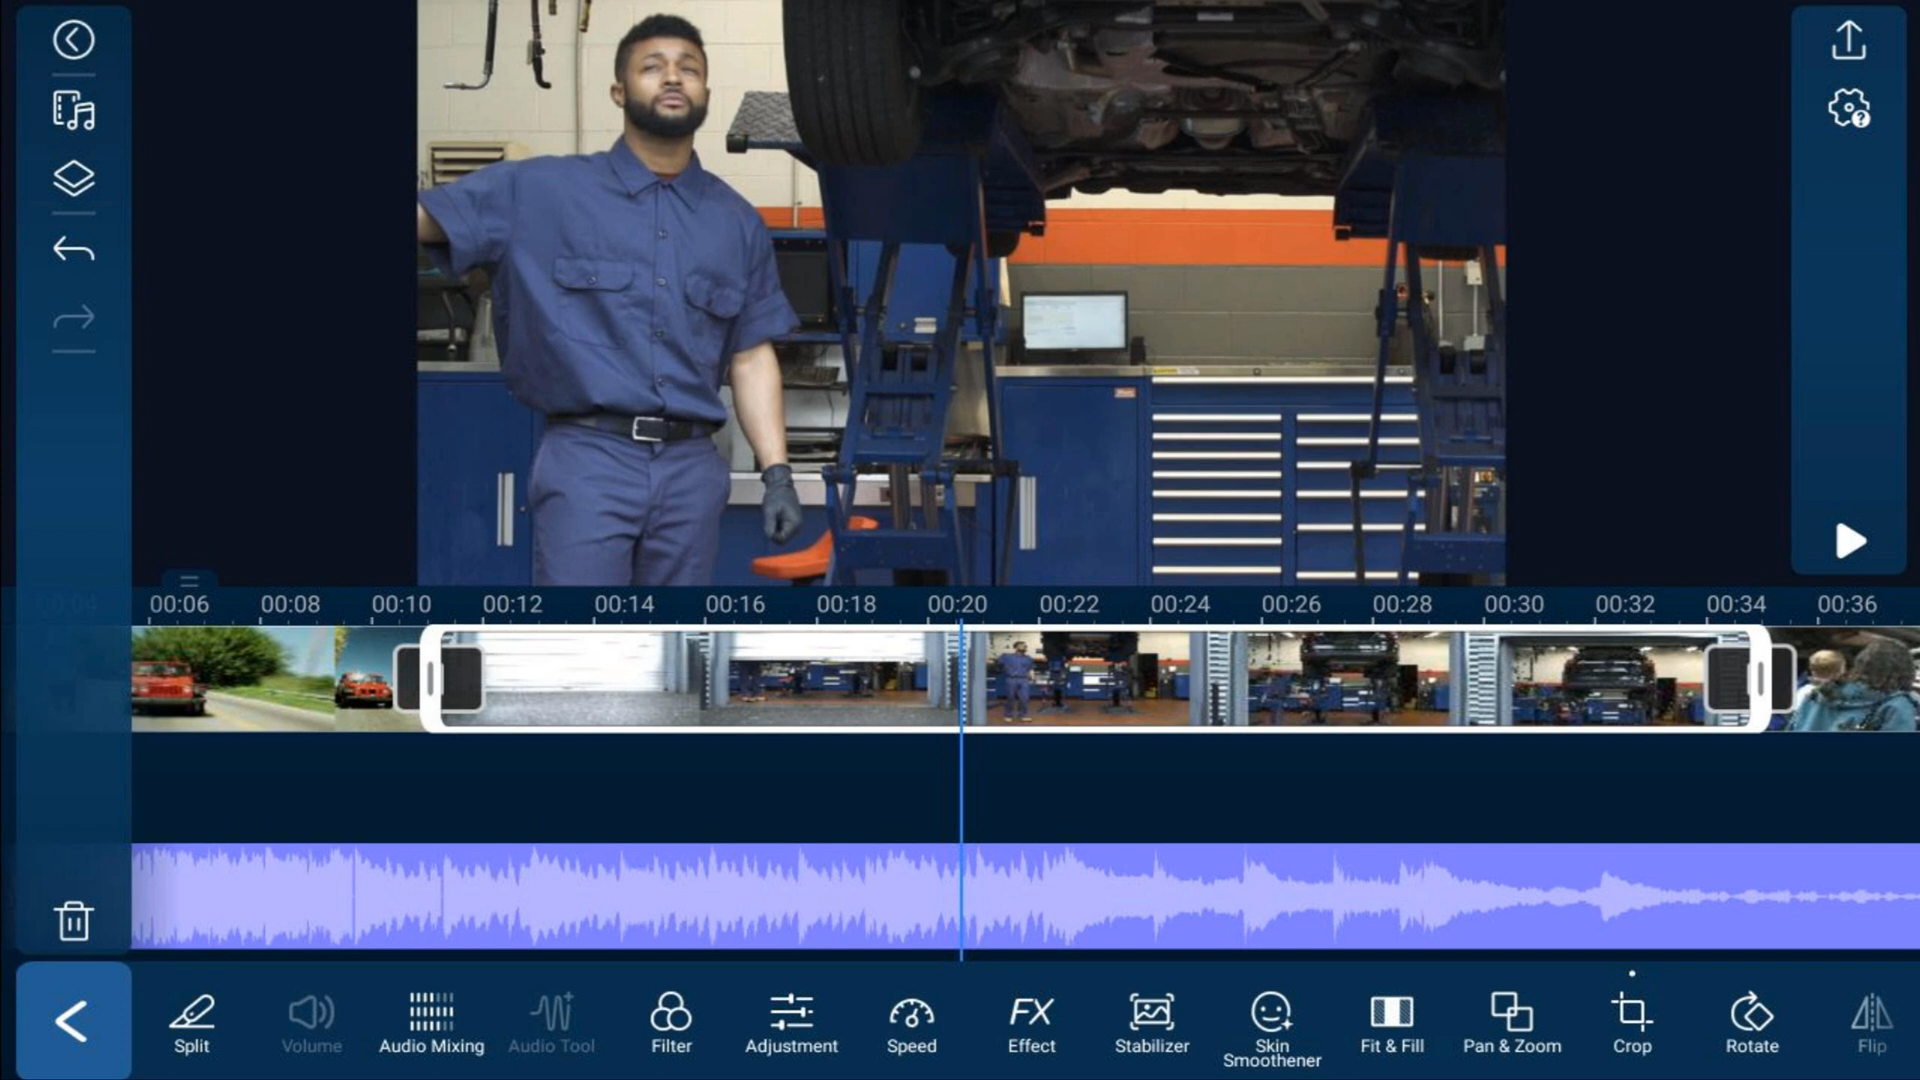 00:04 00:06 00:08 00:10 00:12 00:14 00:16 00:18 00:20 00:22 00:24 00:26 00:28 00:30 00:32 00:34 00:36
Split Volume Audio Mixing Audio Tool Filter Adjustment Speed FX Effect Stabilizer Skin Smoothener Fit & Fill Pan & Zoom Crop Rotate Flip